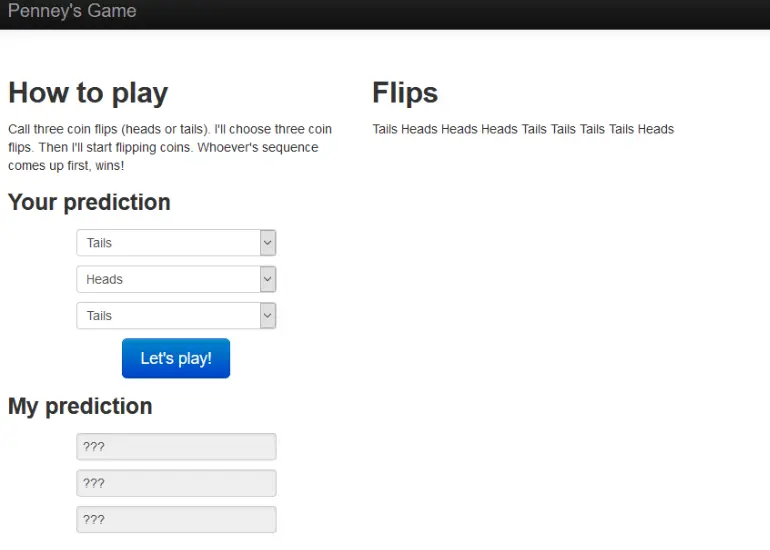 Penney's Game
How to play
Call three coin flips (heads or tails). I'll choose three coin
flips. Then I'll start flipping coins. Whoever's sequence
comes up first, wins!
Your prediction
Tails
Heads
Tails
Let's play!
My prediction
???
???
???
Flips
Tails Heads Heads Heads Tails Tails Tails Tails Heads